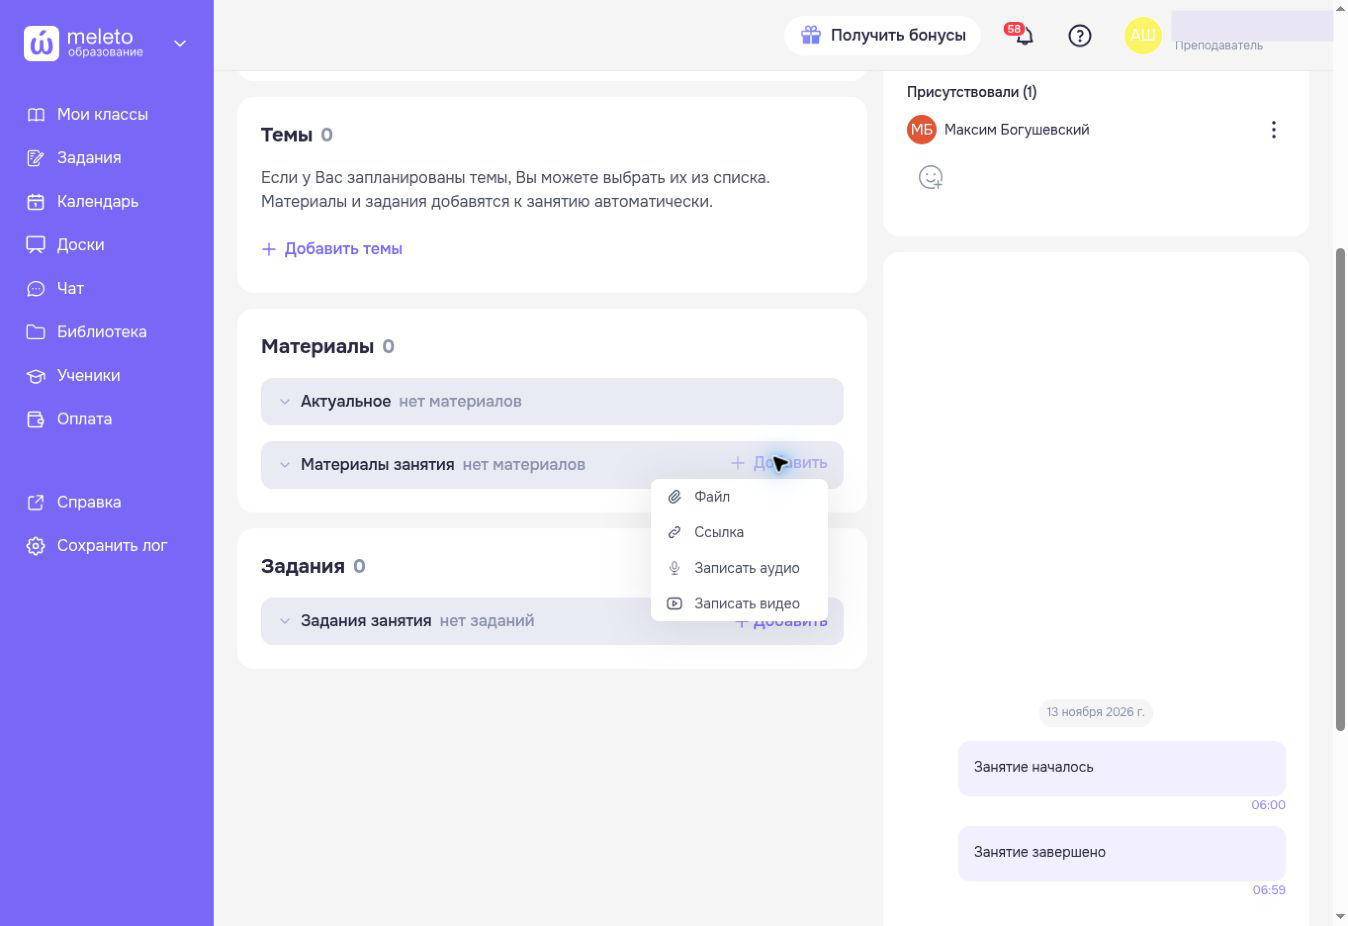 meleto
образование
Мои классы
Задания
Календарь
Доски
Чат
Библиотека
Ученики
Оплата
Справка
Сохранить лог
Получить бонусы
58
АШ
Преподаватель
Темы 0
Если у Вас запланированы темы, Вы можете выбрать их из списка.
Материалы и задания добавятся к занятию автоматически.
Добавить темы
Материалы 0
Актуальное нет материалов
Материалы занятия нет материалов
Добавить
Файл
Ссылка
Записать аудио
Записать видео
Задания 0
Задания занятия нет заданий
Добавить
Присутствовали (1)
МБ Максим Богушевский
13 ноября 2026 г.
Занятие началось
06:00
Занятие завершено
06:59